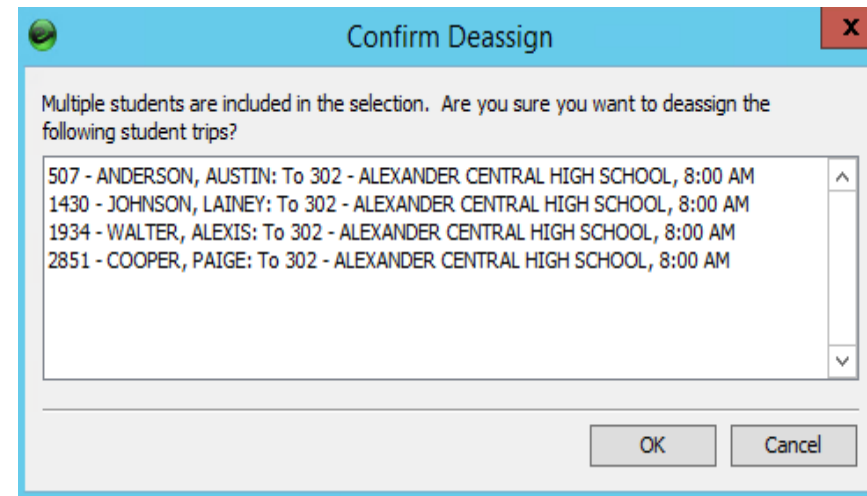 Confirm Deassign
X
Multiple students are included in the selection.  Are you sure you want to deassign the
following student trips?
507 - ANDERSON, AUSTIN: To 302 - ALEXANDER CENTRAL HIGH SCHOOL, 8:00 AM
1430 - JOHNSON, LAINEY: To 302 - ALEXANDER CENTRAL HIGH SCHOOL, 8:00 AM
1934 - WALTER, ALEXIS: To 302 - ALEXANDER CENTRAL HIGH SCHOOL, 8:00 AM
2851 - COOPER, PAIGE: To 302 - ALEXANDER CENTRAL HIGH SCHOOL, 8:00 AM
OK Cancel